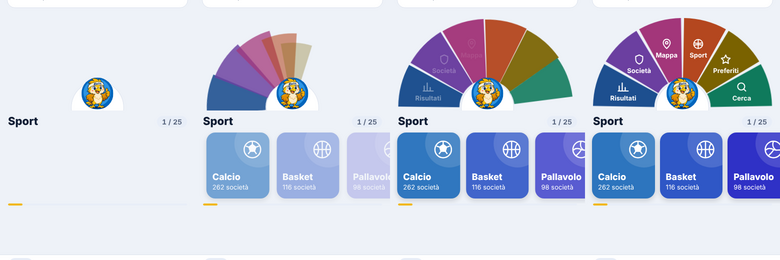 Sport
1 / 25
Sport
1 / 25
Calcio
262 società
Basket
116 società
Pallavolo
98 società
Risultati
Società
Mappa
Sport
1 / 25
Calcio
262 società
Basket
116 società
Pallavolo
98 società
Risultati
Società
Mappa
Sport
Preferiti
Cerca
Sport
1 / 25
Calcio
262 società
Basket
116 società
Pallavolo
98 società